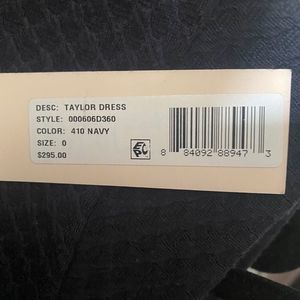 DESC: TAYLOR DRESS
STYLE: 000606D360
COLOR: 410 NAVY
SIZE: 0
$295.00
8 84092 88947 3